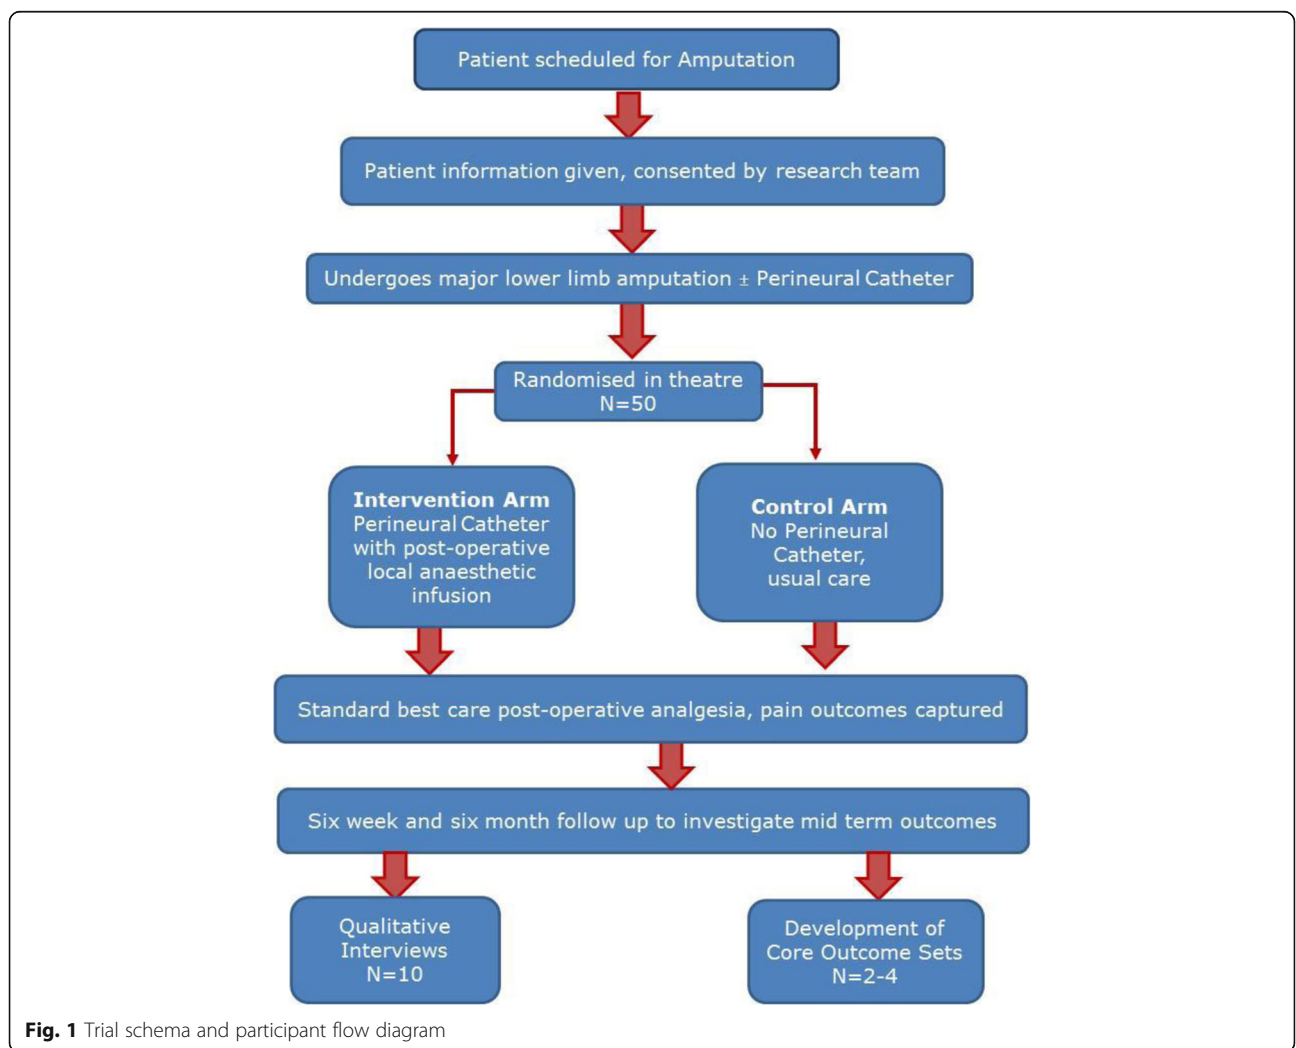 Patient scheduled for Amputation
Patient information given, consented by research team
Undergoes major lower limb amputation ± Perineural Catheter
Randomised in theatre
N=50
Intervention Arm
Perineural Catheter
with post-operative
local anaesthetic
infusion
Control Arm
No Perineural
Catheter,
usual care
Standard best care post-operative analgesia, pain outcomes captured
Six week and six month follow up to investigate mid term outcomes
Qualitative
Interviews
N=10
Development of
Core Outcome Sets
N=2-4
Fig. 1 Trial schema and participant flow diagram